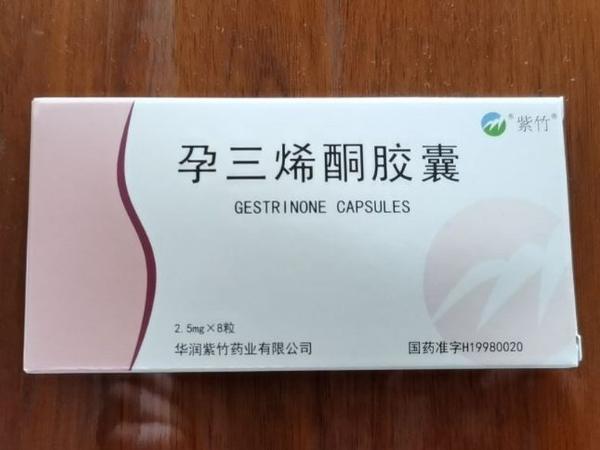 ®紫竹®
孕三烯酮胶囊
GESTRINONE CAPSULES
2.5mg×8粒
华润紫竹药业有限公司 国药准字H19980020